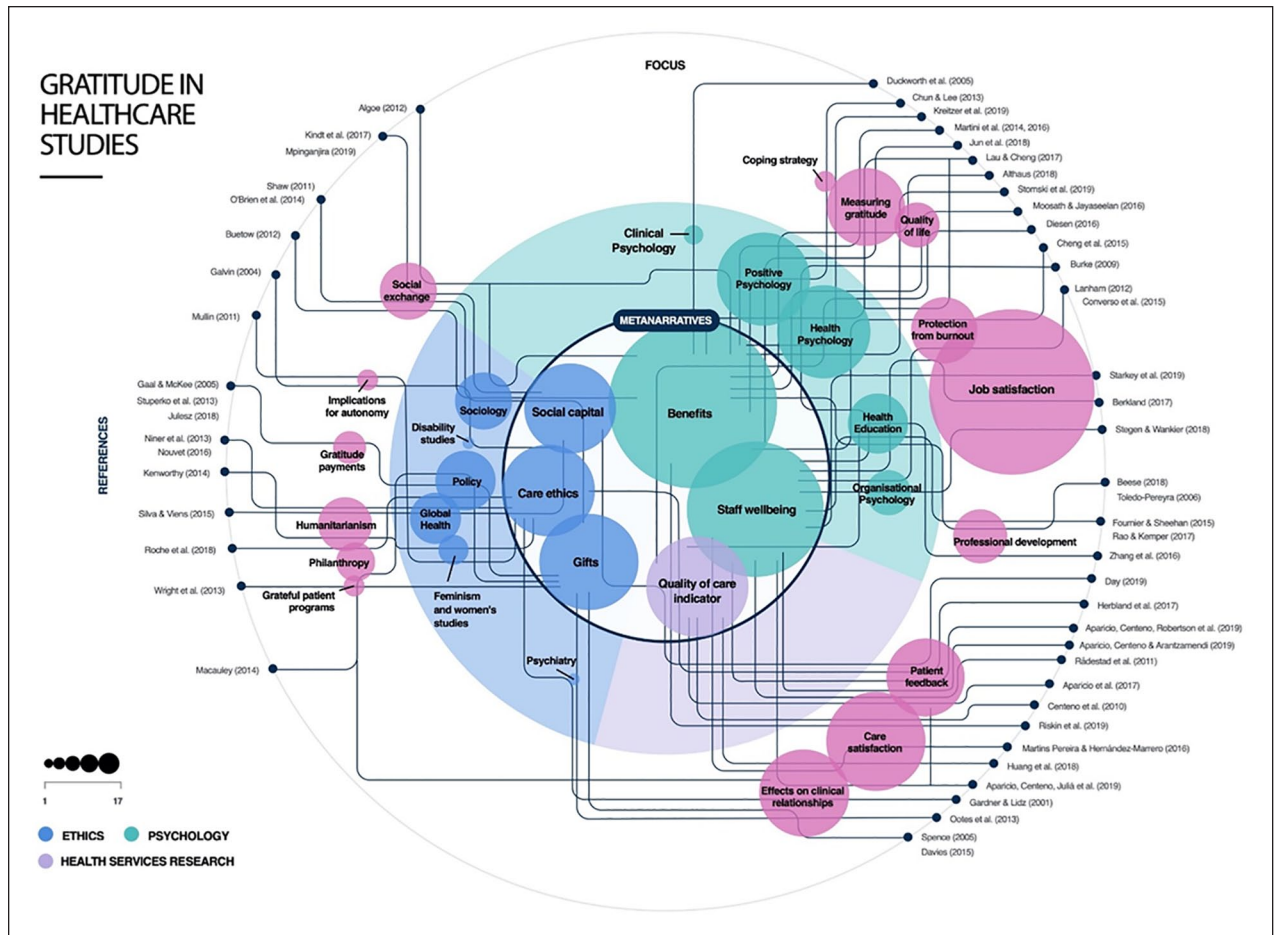 GRATITUDE IN
HEALTHCARE
STUDIES
FOCUS
Algoe (2012)
Kindt et al. (2017)
Mpinganjira (2019)
Shaw (2011)
O'Brien et al. (2014)
Buetow (2012)
Galvin (2004)
Mullin (2011)
Gaal & McKee (2005)
Stuperko et al. (2013)
Julesz (2018)
Niner et al. (2013)
Nouvet (2016)
Kenworthy (2014)
Silva & Viens (2015)
Roche et al. (2018)
Wright et al. (2013)
Macauley (2014)
REFERENCES
Duckworth et al. (2005)
Chun & Lee (2013)
Kreitzer et al. (2019)
Martini et al. (2014, 2016)
Jun et al. (2018)
Lau & Cheng (2017)
Althaus (2018)
Stomski et al. (2019)
Moosath & Jayaseelan (2016)
Diesen (2016)
Cheng et al. (2015)
Burke (2009)
Lanham (2012)
Converso et al. (2015)
Starkey et al. (2019)
Berkland (2017)
Stegen & Wankier (2018)
Beese (2018)
Toledo-Pereyra (2006)
Fournier & Sheehan (2015)
Rao & Kemper (2017)
Zhang et al. (2016)
Day (2019)
Herbland et al. (2017)
Aparicio, Centeno, Robertson et al. (2019)
Aparicio, Centeno & Arantzamendi (2019)
Rådestad et al. (2011)
Aparicio et al. (2017)
Centeno et al. (2010)
Riskin et al. (2019)
Martins Pereira & Hernández-Marrero (2016)
Huang et al. (2018)
Aparicio, Centeno, Juliá et al. (2019)
Gardner & Lidz (2001)
Ootes et al. (2013)
Spence (2005)
Davies (2015)
Coping strategy
Measuring
gratitude
Quality
of life
Clinical
Psychology
Positive
Psychology
Health
Psychology
Social
exchange
METANARRATIVES
Protection
from burnout
Job satisfaction
Implications
for autonomy
Sociology
Social capital
Benefits
Health
Education
Disability
studies
Gratitude
payments
Policy
Care ethics
Staff wellbeing
Organisational
Psychology
Humanitarianism
Global
Health
Professional development
Philanthropy
Gifts
Grateful patient
programs
Feminism
and women's
studies
Quality of care
indicator
Psychiatry
Patient
feedback
Care
satisfaction
Effects on clinical
relationships
1 17
ETHICS PSYCHOLOGY
HEALTH SERVICES RESEARCH